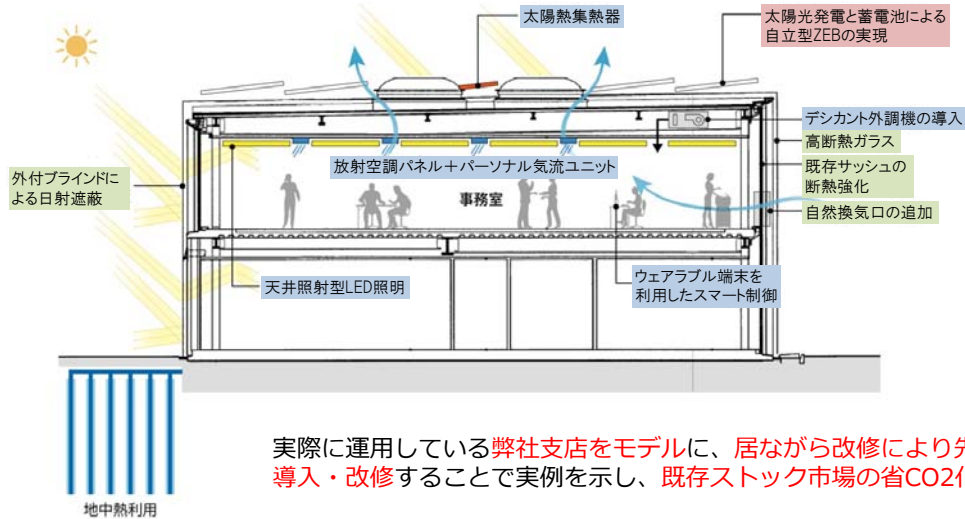 太陽熱集熱器
太陽光発電と蓄電池による
自立型ZEBの実現
デシカント外調機の導入
高断熱ガラス
放射空調パネル＋パーソナル気流ユニット
既存サッシュの
断熱強化
外付ブラインドに
よる日射遮蔽
事務室
自然換気口の追加
天井照射型LED照明
ウェアラブル端末を
利用したスマート制御
実際に運用している弊社支店をモデルに、居ながら改修により
導入・改修することで実例を示し、既存ストック市場の省CO2
地中熱利用